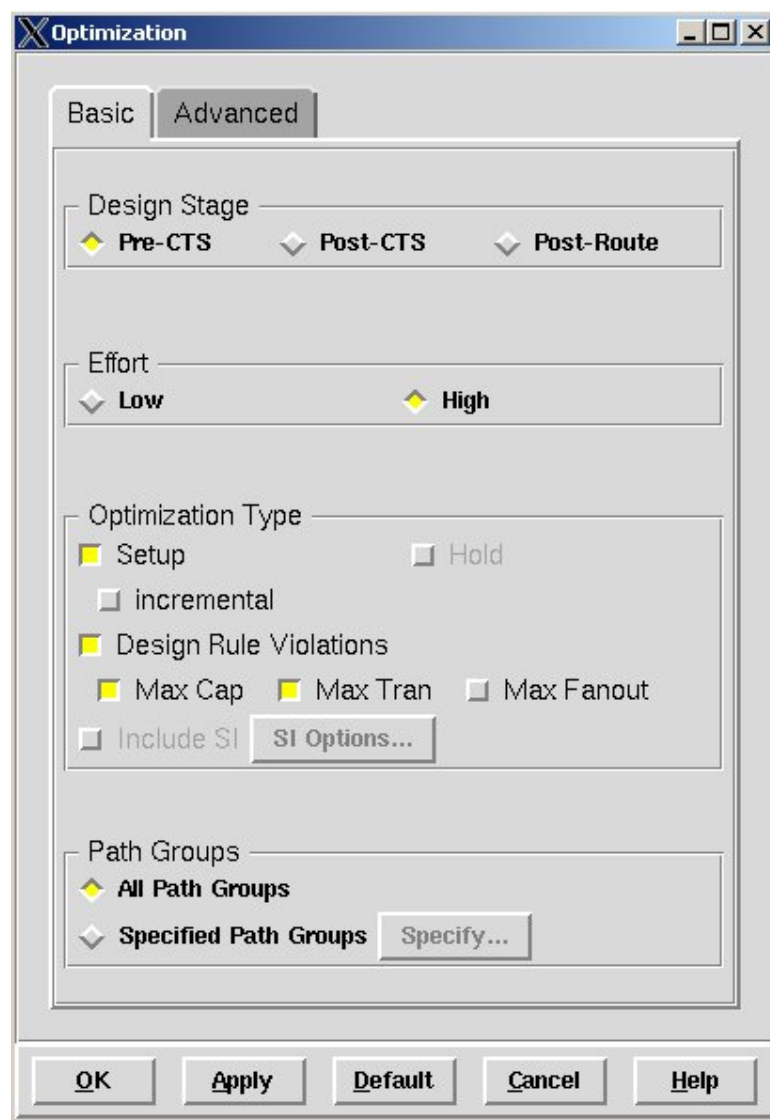 Optimization
Basic Advanced
Design Stage
Pre-CTS Post-CTS Post-Route
Effort
Low High
Optimization Type
Setup Hold
incremental
Design Rule Violations
Max Cap Max Tran Max Fanout
Include SI SI Options...
Path Groups
All Path Groups
Specified Path Groups Specify...
OK Apply Default Cancel Help